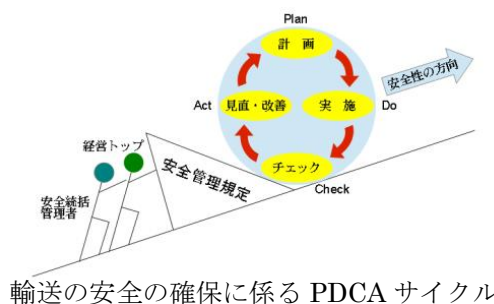 Plan
計 画
安全性の方向
Act
見直・改善
実 施
Do
経営トップ
安全管理規定
チェック
Check
安全統括
管理者
輸送の安全の確保に係る PDCA サイクル